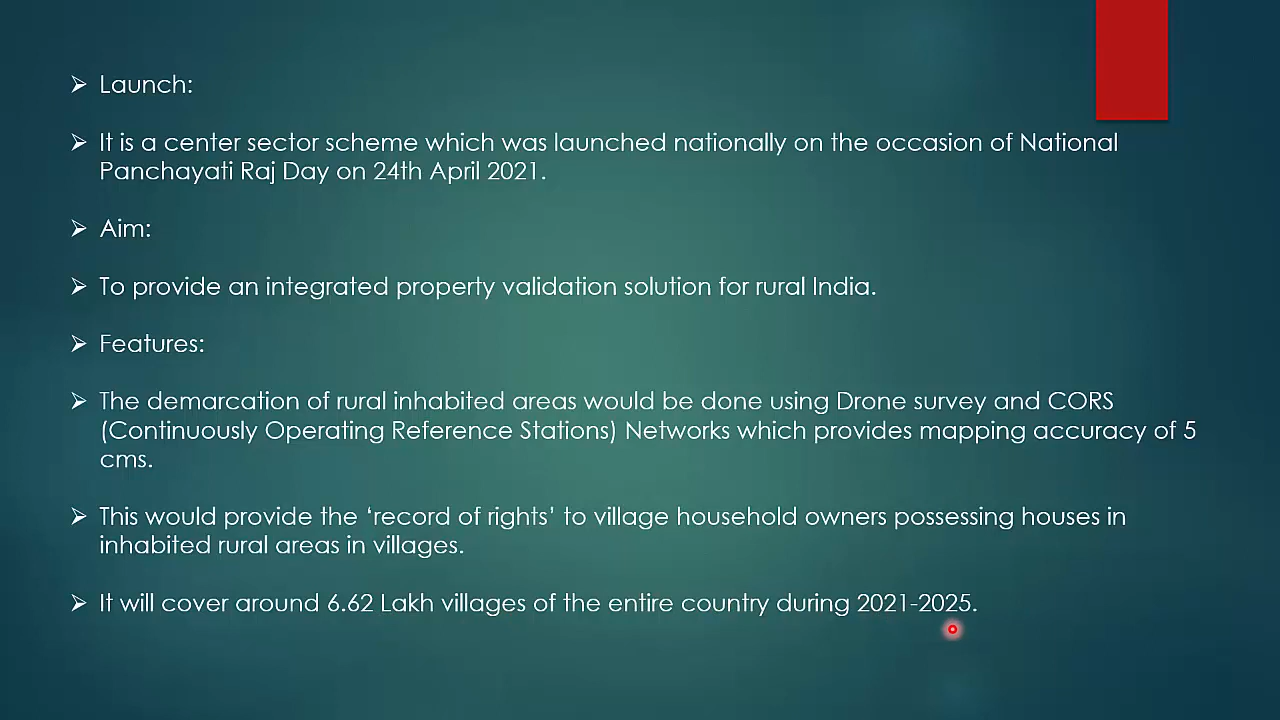 ➢ Launch:
➢ It is a center sector scheme which was launched nationally on the occasion of National
Panchayati Raj Day on 24th April 2021.
➢ Aim:
➢ To provide an integrated property validation solution for rural India.
➢ Features:
➢ The demarcation of rural inhabited areas would be done using Drone survey and CORS
(Continuously Operating Reference Stations) Networks which provides mapping accuracy of 5
cms.
➢ This would provide the ‘record of rights’ to village household owners possessing houses in
inhabited rural areas in villages.
➢ It will cover around 6.62 Lakh villages of the entire country during 2021-2025.